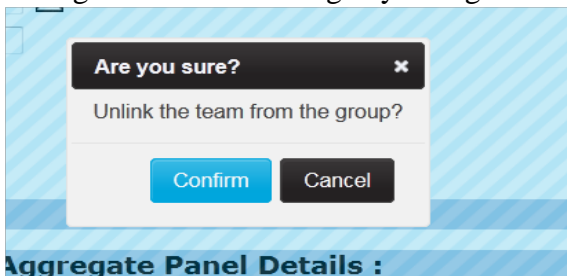 Are you sure?
Unlink the team from the group?
Confirm Cancel
Aggregate Panel Details :